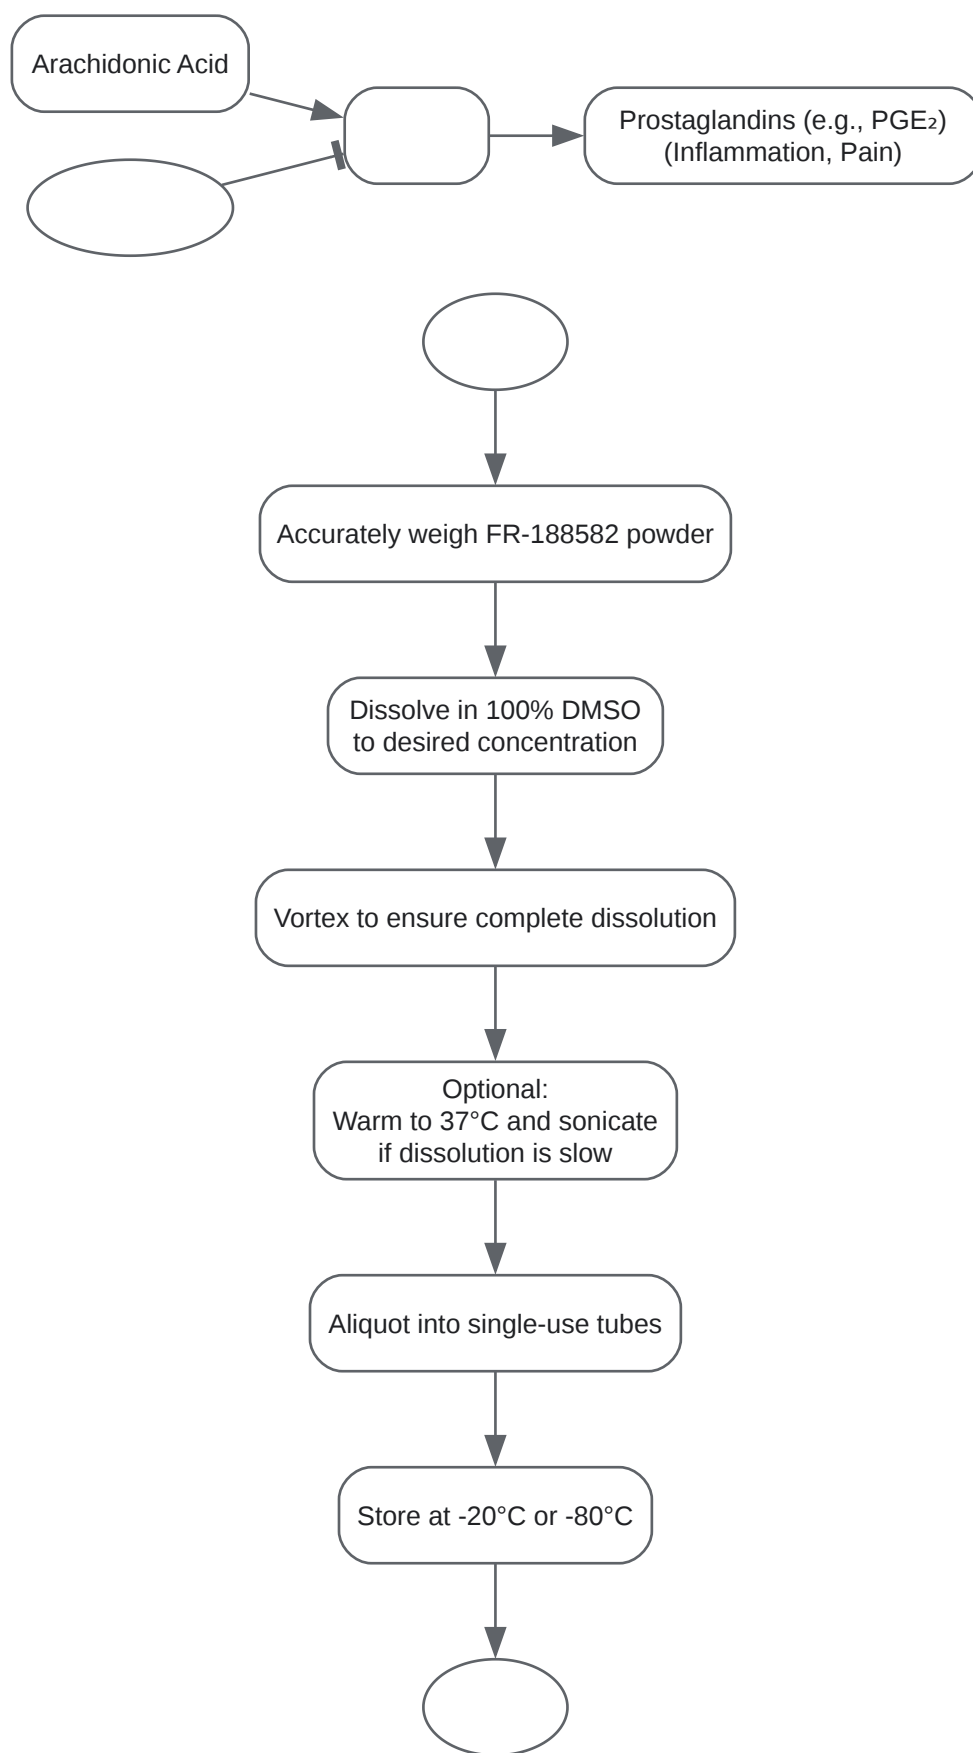 Arachidonic Acid
Prostaglandins (e.g., PGE₂)
(Inflammation, Pain)
Accurately weigh FR-188582 powder
Dissolve in 100% DMSO
to desired concentration
Vortex to ensure complete dissolution
Optional:
Warm to 37°C and sonicate
if dissolution is slow
Aliquot into single-use tubes
Store at -20°C or -80°C